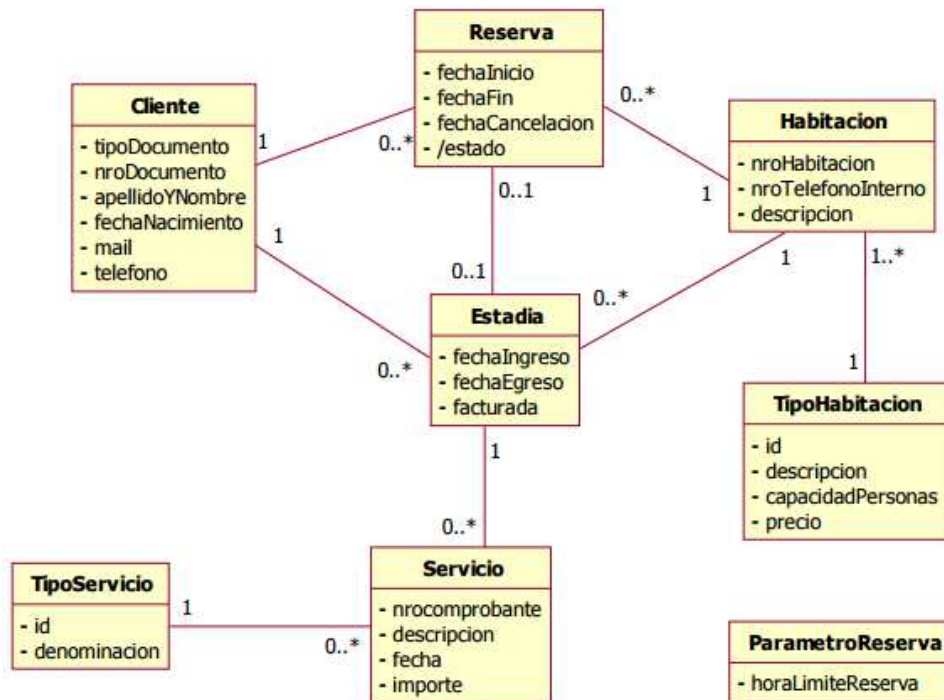 Reserva
- fechaInicio
- fechaFin
- fechaCancelacion
- /estado
Cliente
- tipoDocumento
- nroDocumento
- apellidoYNombre
- fechaNacimiento
- mail
- telefono
Habitacion
- nroHabitacion
- nroTelefonoInterno
- descripcion
1
0..*
0..*
1
0..1
0..1
1
0..*
1
0..*
1..*
1
Estadia
- fechaIngreso
- fechaEgreso
- facturada
TipoHabitacion
- id
- descripcion
- capacidadPersonas
- precio
1
0..*
TipoServicio
- id
- denominacion
1
0..*
Servicio
- nrocomprobante
- descripcion
- fecha
- importe
ParametroReserva
- horaLimiteReserva